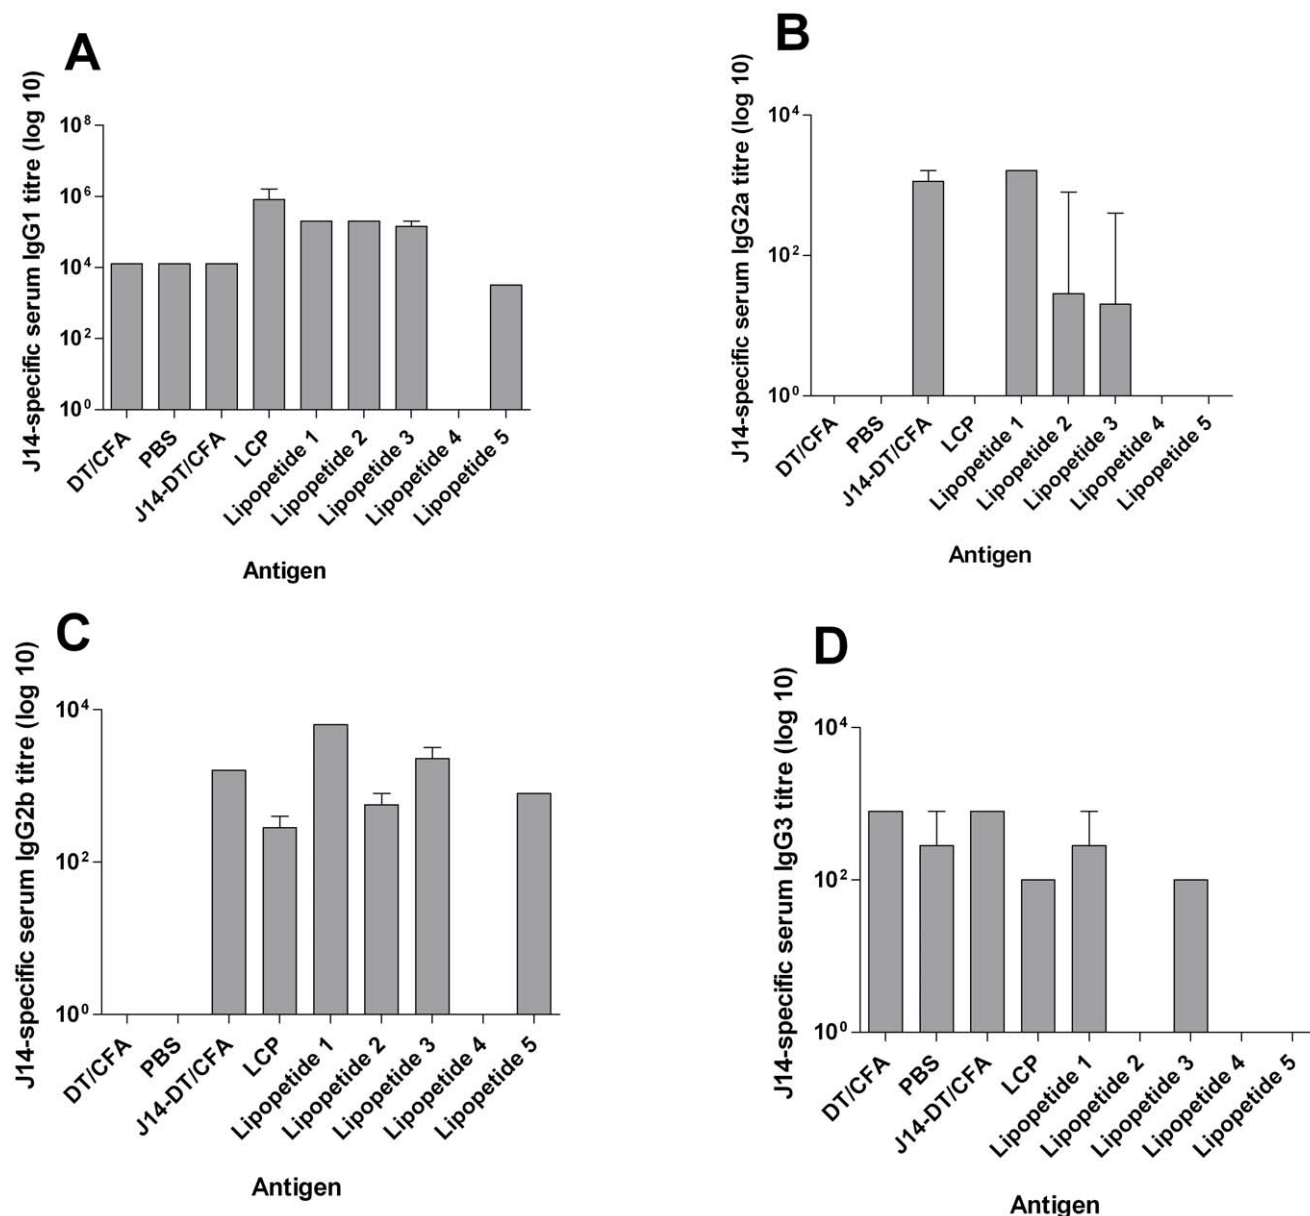 A
J14-specific serum IgG1 titre (log 10)
10⁸
10⁶
10⁴
10²
10⁰
DT/CFA
PBS
J14-DT/CFA
LCP
Lipopetide 1
Lipopetide 2
Lipopetide 3
Lipopetide 4
Lipopetide 5
Antigen
B
J14-specific serum IgG2a titre (log 10)
10⁴
10²
10⁰
DT/CFA
PBS
J14-DT/CFA
LCP
Lipopetide 1
Lipopetide 2
Lipopetide 3
Lipopetide 4
Lipopetide 5
Antigen
C
J14-specific serum IgG2b titre (log 10)
10⁴
10²
10⁰
DT/CFA
PBS
J14-DT/CFA
LCP
Lipopetide 1
Lipopetide 2
Lipopetide 3
Lipopetide 4
Lipopetide 5
Antigen
D
J14-specific serum IgG3 titre (log 10)
10⁴
10²
10⁰
DT/CFA
PBS
J14-DT/CFA
LCP
Lipopetide 1
Lipopetide 2
Lipopetide 3
Lipopetide 4
Lipopetide 5
Antigen